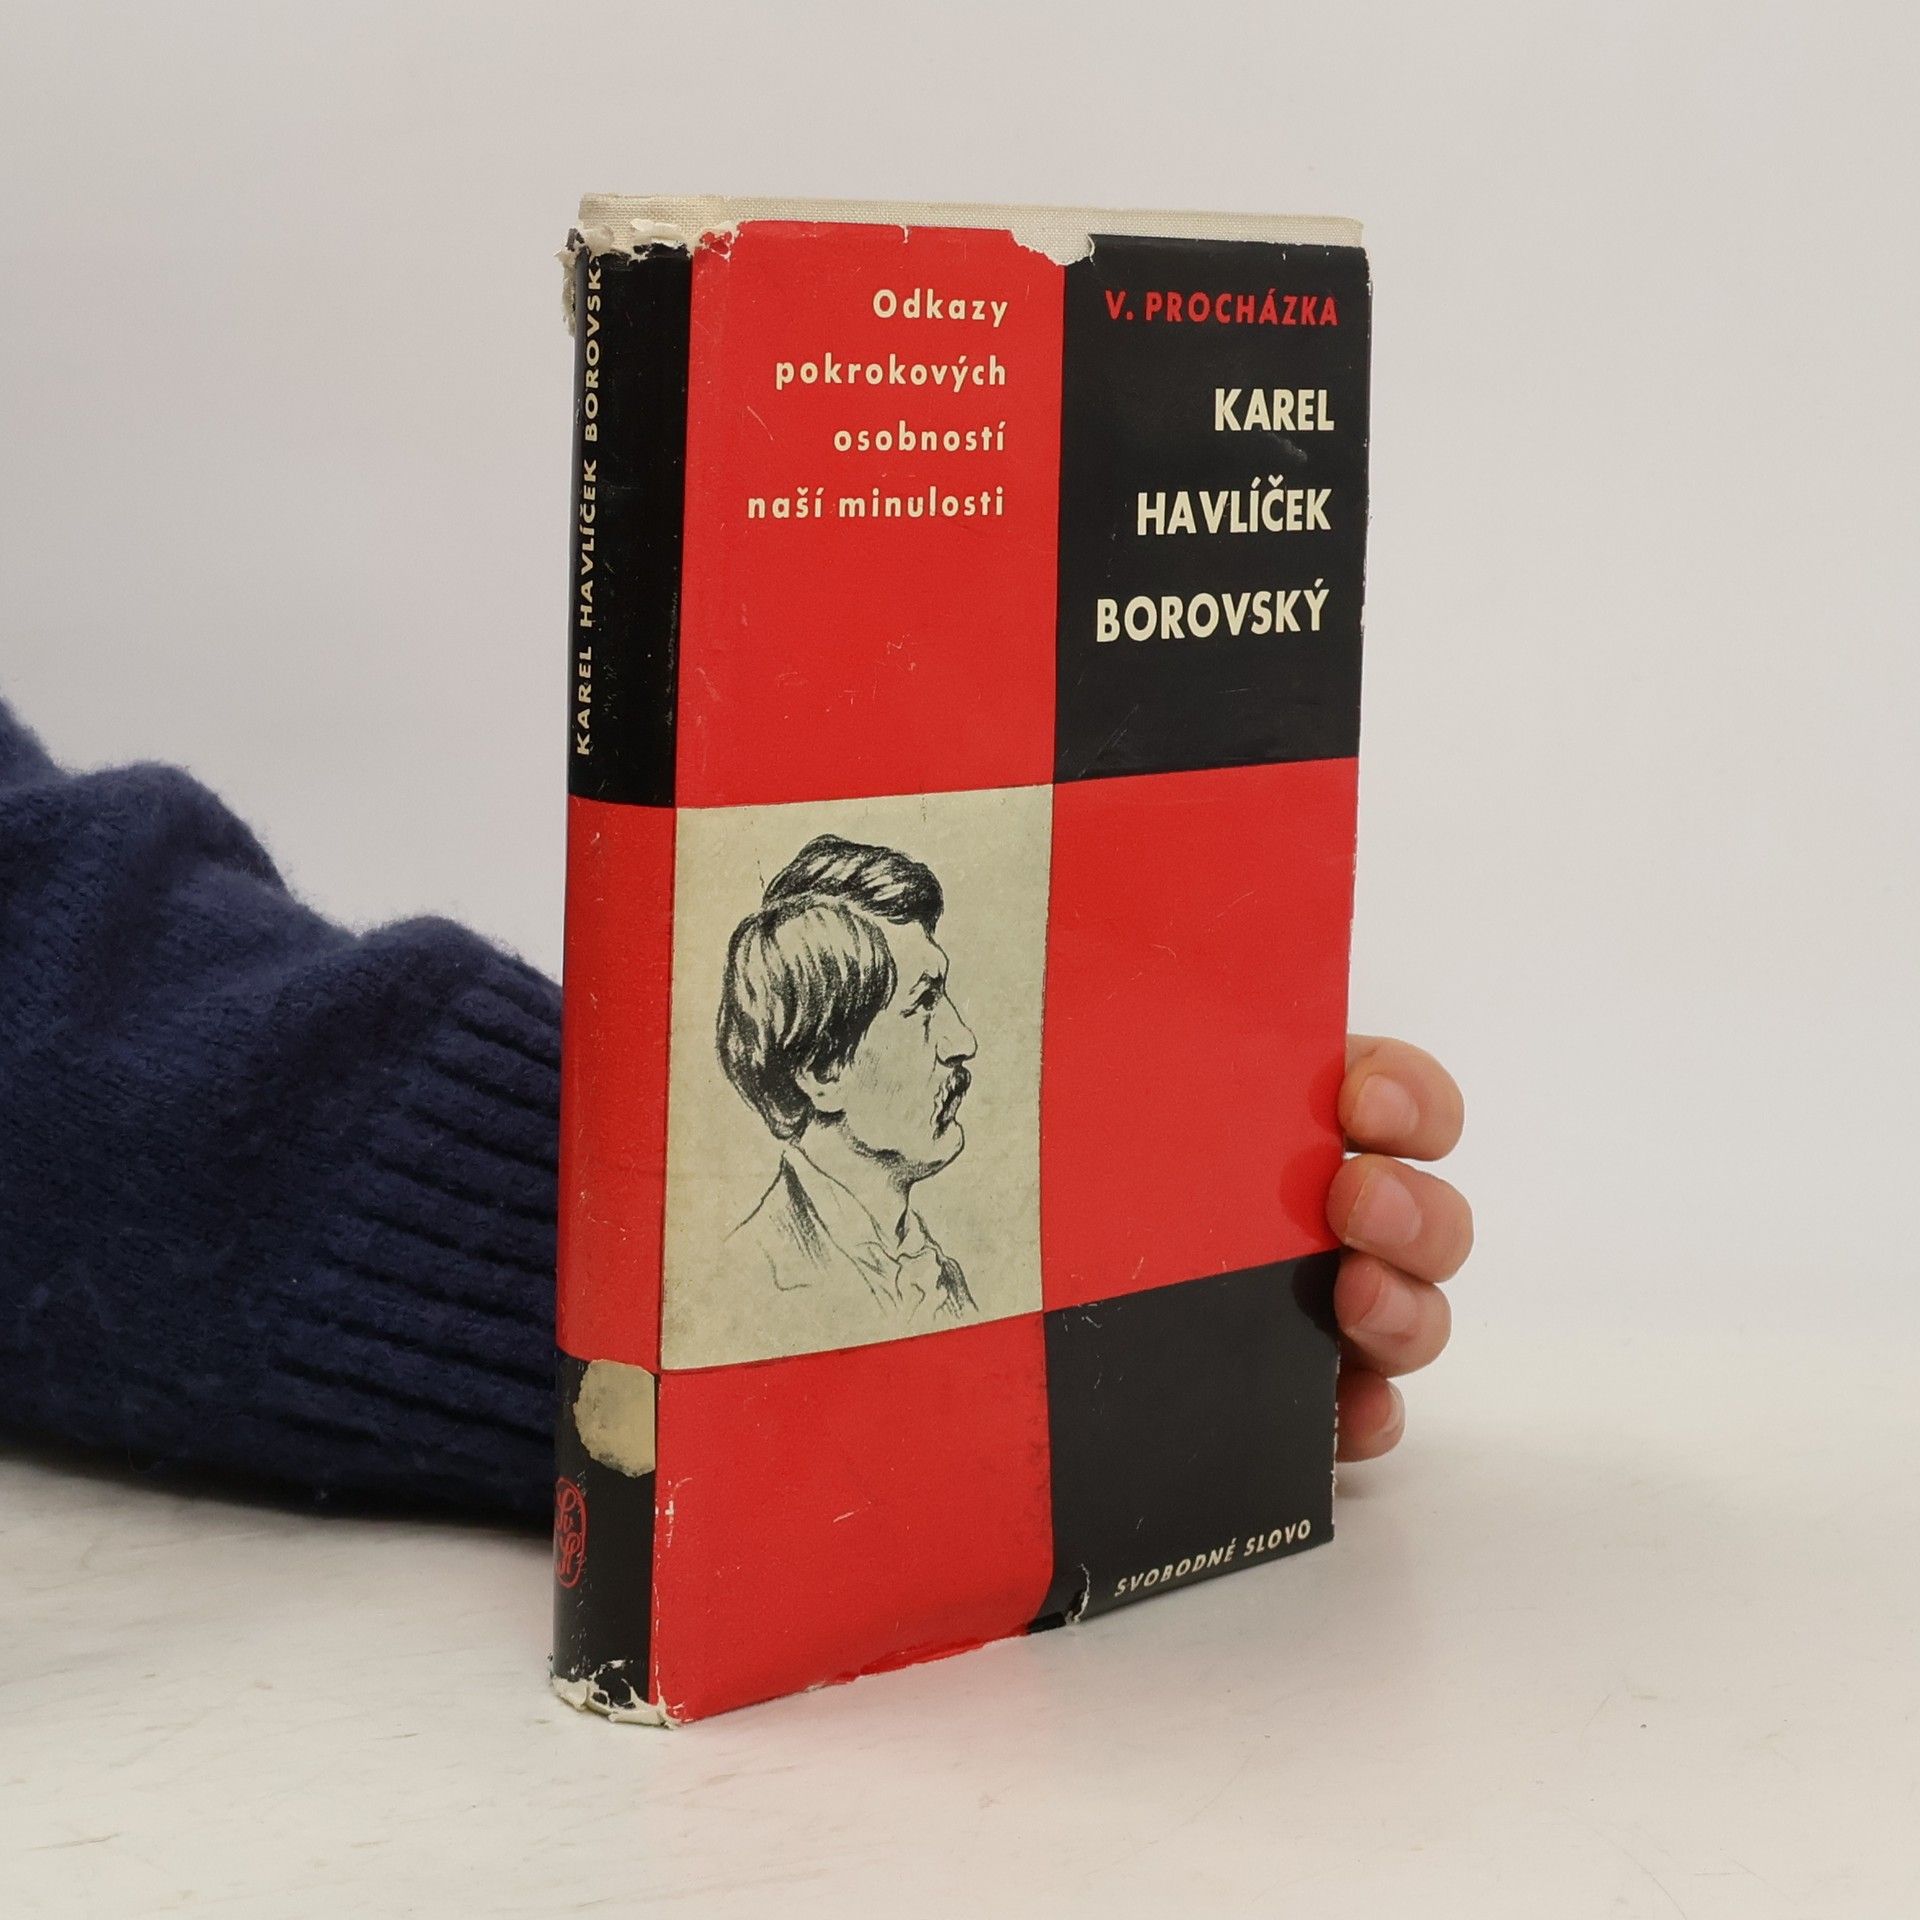 KAREL HAVLÍČEK BOROVSKÝ
Odkazy
pokrokových
osobností
naší minulosti
V. PROCHÁZKA
KAREL
HAVLÍČEK
BOROVSKÝ
SVOBODNÉ SLOVO